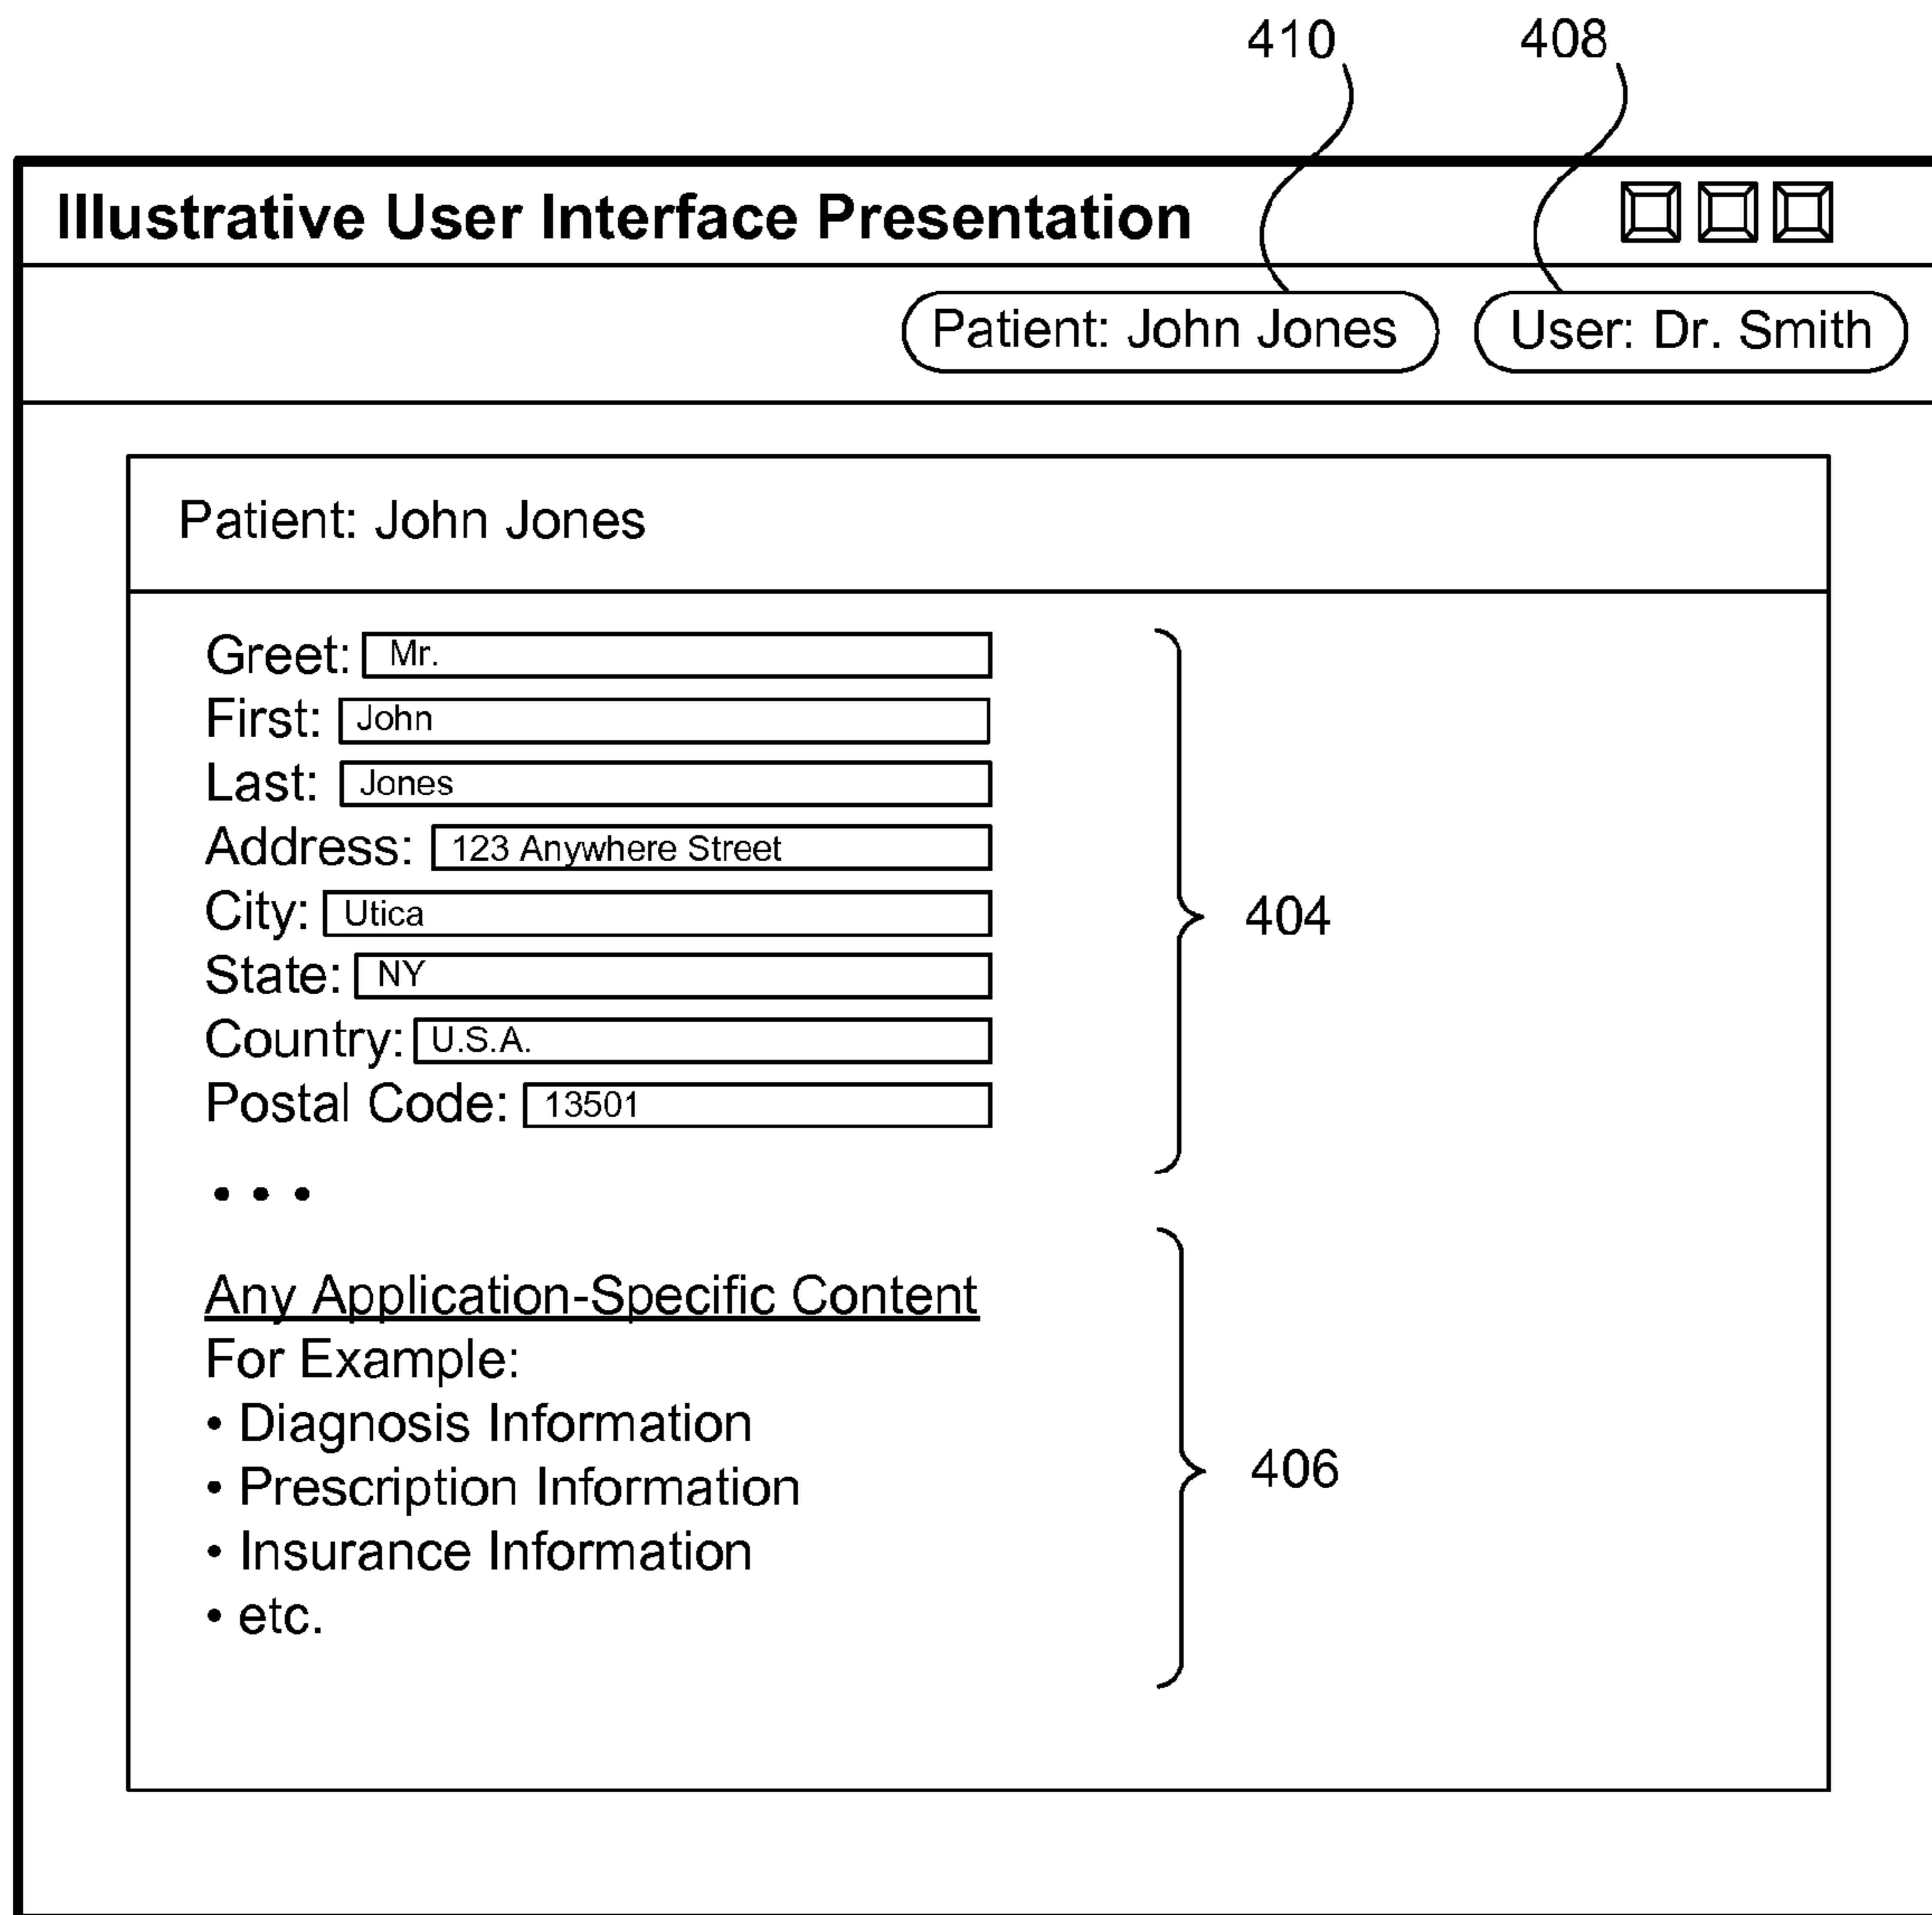 410 408
Illustrative User Interface Presentation
Patient: John Jones User: Dr. Smith
Patient: John Jones
Greet: Mr.
First: John
Last: Jones
Address: 123 Anywhere Street
City: Utica
404
State: NY
Country: U.S.A.
Postal Code: 13501
• • •
Any Application-Specific Content
For Example:
• Diagnosis Information
406
• Prescription Information
• Insurance Information
• etc.